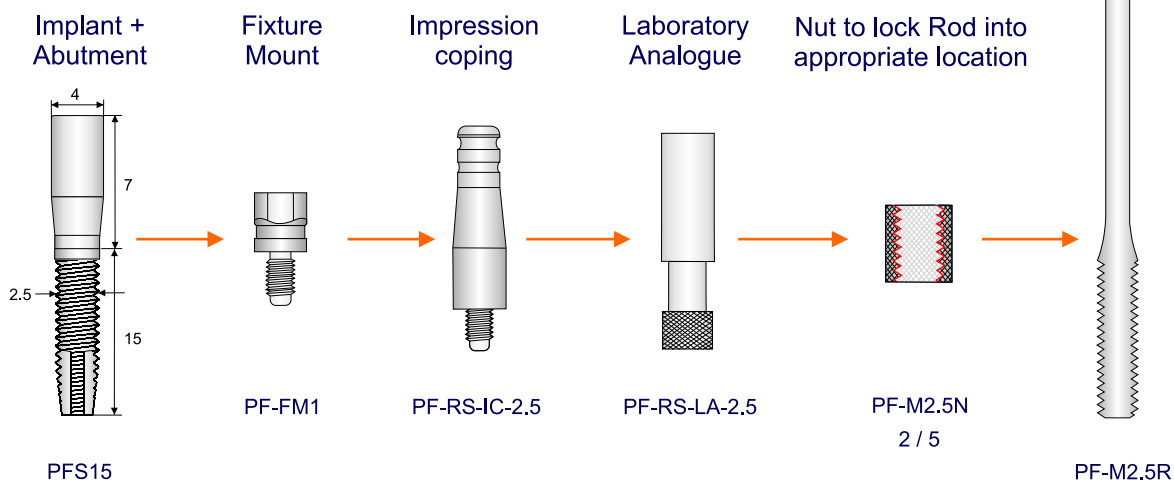 Implant +
Abutment
Fixture
Mount
Impression
coping
Laboratory
Analogue
Nut to lock Rod into
appropriate location
4
7
2.5
15
PF-FM1
PF-RS-IC-2.5
PF-RS-LA-2.5
PF-M2.5N
2 / 5
PFS15
PF-M2.5R